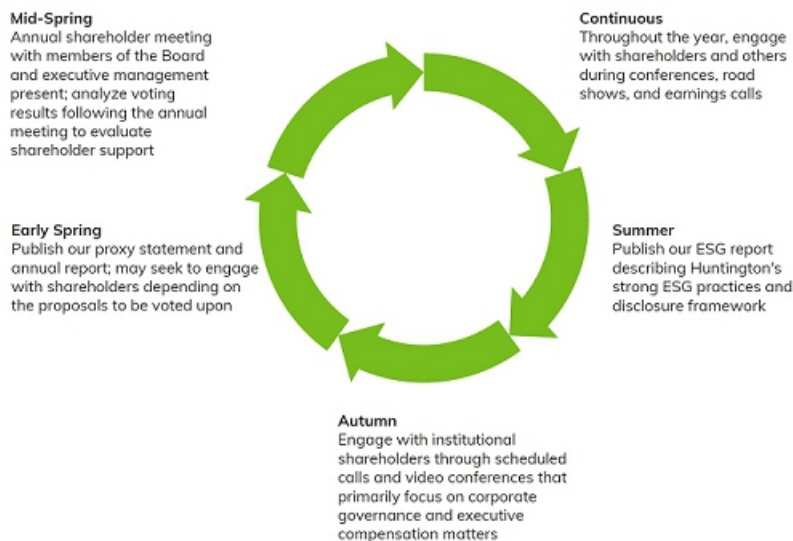 Mid-Spring
Annual shareholder meeting
with members of the Board
and executive management
present; analyze voting
results following the annual
meeting to evaluate
shareholder support
Continuous
Throughout the year, engage
with shareholders and others
during conferences, road
shows, and earnings calls
Summer
Publish our ESG report
describing Huntington's
strong ESG practices and
disclosure framework
Autumn
Engage with institutional
shareholders through scheduled
calls and video conferences that
primarily focus on corporate
governance and executive
compensation matters
Early Spring
Publish our proxy statement and
annual report; may seek to engage
with shareholders depending on
the proposals to be voted upon